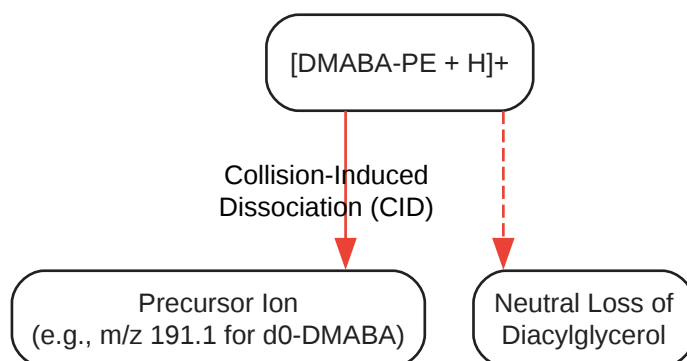 [DMABA-PE + H]+
Collision-Induced
Dissociation (CID)
Precursor Ion
(e.g., m/z 191.1 for d0-DMABA)
Neutral Loss of
Diacylglycerol